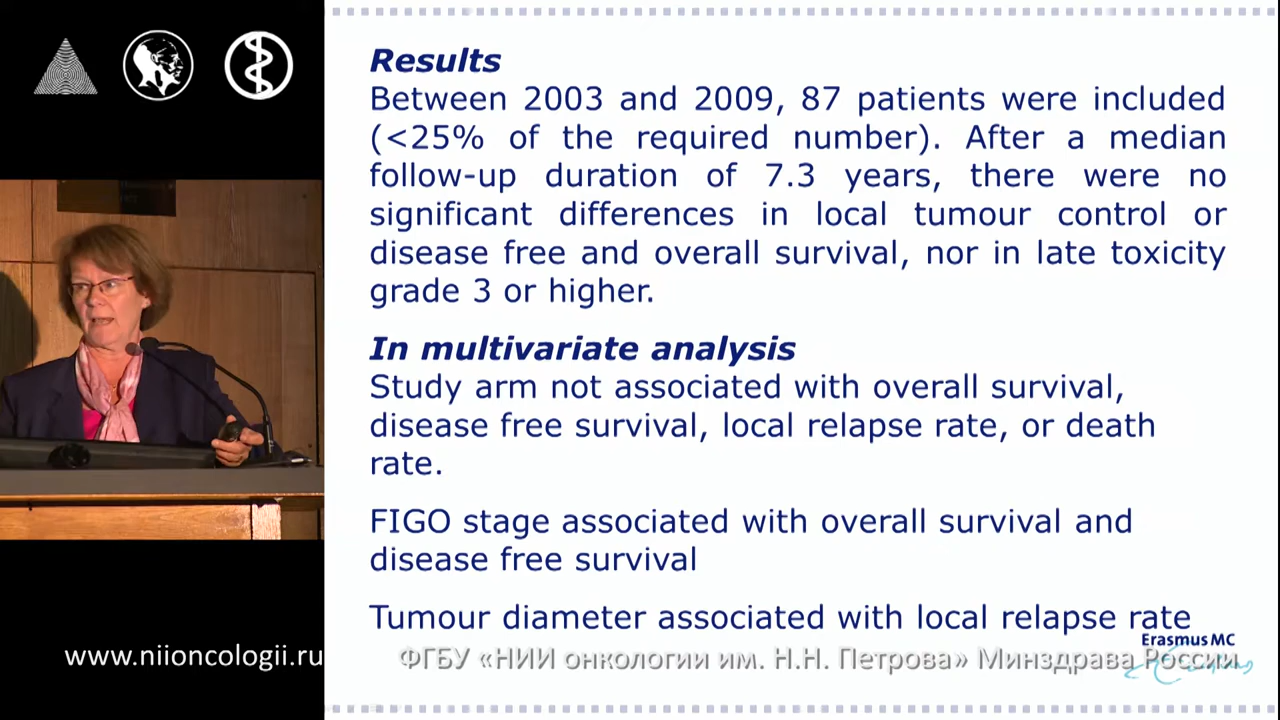 Results
Between 2003 and 2009, 87 patients were included
(<25% of the required number). After a median
follow-up duration of 7.3 years, there were no
significant differences in local tumour control or
disease free and overall survival, nor in late toxicity
grade 3 or higher.
In multivariate analysis
Study arm not associated with overall survival,
disease free survival, local relapse rate, or death
rate.
FIGO stage associated with overall survival and
disease free survival
Tumour diameter associated with local relapse rate
Erasmus MC
www.niioncologii.ru
ФГБУ «НИИ онкологии им. Н.Н. Петрова» Минздрава России